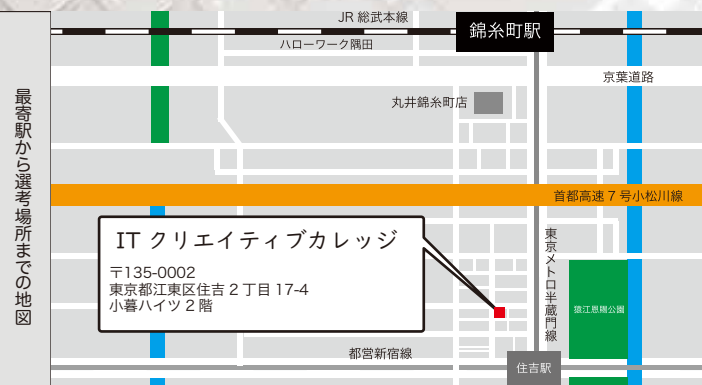 最寄駅から選考場所までの地図
JR 総武本線
錦糸町駅
ハローワーク隅田
京葉道路
丸井錦糸町店
首都高速 7 号小松川線
IT クリエイティブカレッジ
〒135-0002
東京都江東区住吉 2 丁目 17-4
小暮ハイツ 2 階
東京メトロ半蔵門線
猿江恩賜公園
都営新宿線
住吉駅